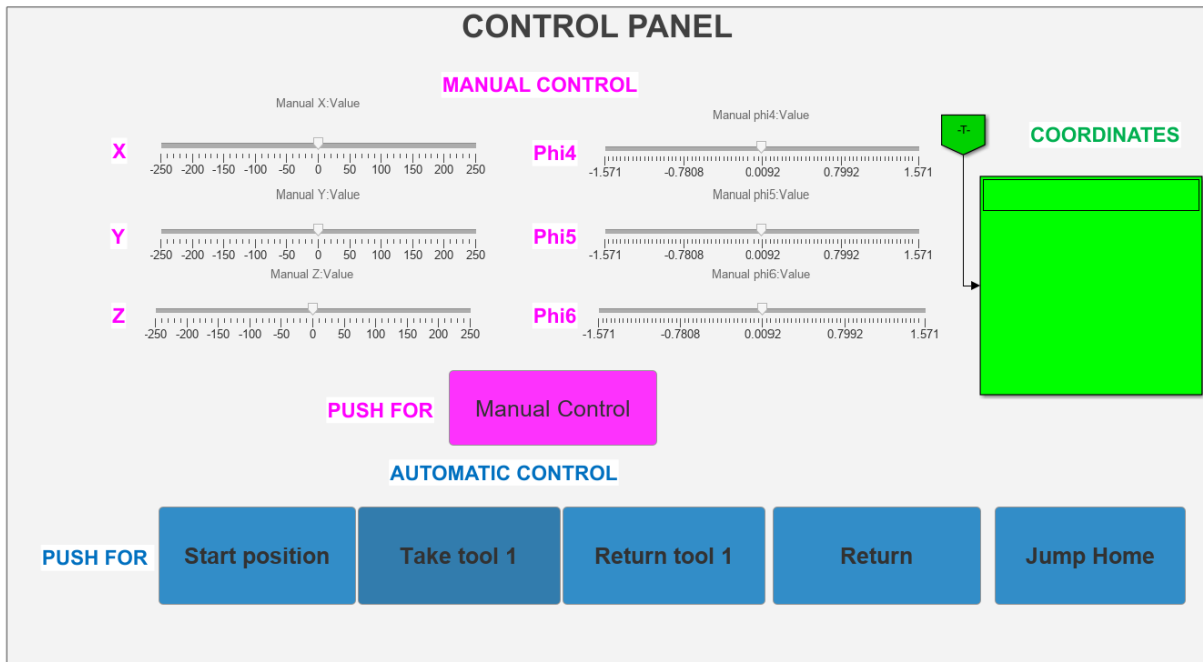 CONTROL PANEL
MANUAL CONTROL
Manual X:Value
X
-250 -200 -150 -100 -50 0 50 100 150 200 250
Manual phi4:Value
Phi4
-1.571 -0.7808 0.0092 0.7992 1.571
-T-
COORDINATES
Manual Y:Value
Y
-250 -200 -150 -100 -50 0 50 100 150 200 250
Manual phi5:Value
Phi5
-1.571 -0.7808 0.0092 0.7992 1.571
Manual Z:Value
Z
-250 -200 -150 -100 -50 0 50 100 150 200 250
Manual phi6:Value
Phi6
-1.571 -0.7808 0.0092 0.7992 1.571
PUSH FOR
Manual Control
AUTOMATIC CONTROL
PUSH FOR
Start position
Take tool 1
Return tool 1
Return
Jump Home